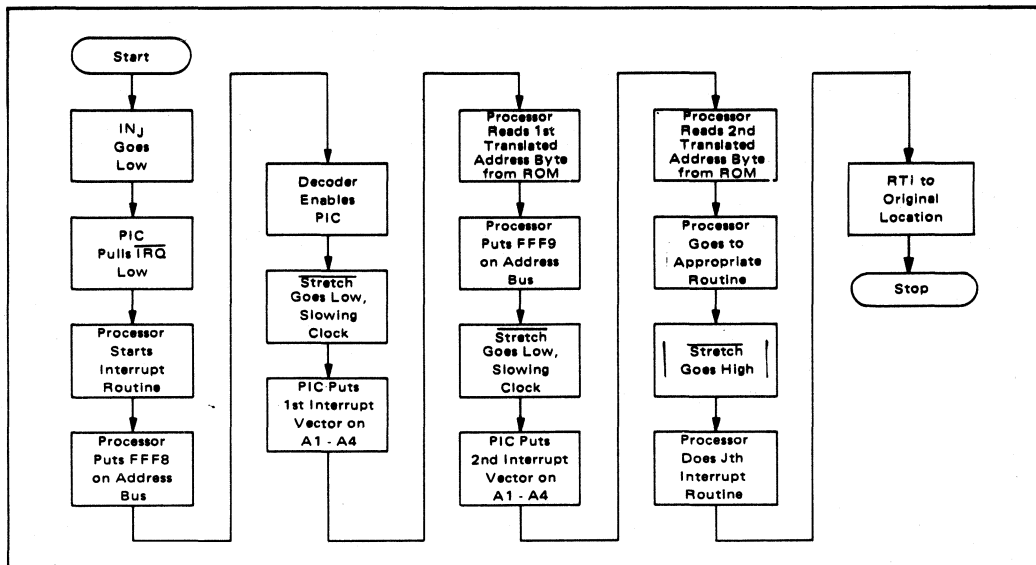 Start
INJ
Goes
Low
PIC
Pulls IRQ
Low
Processor
Starts
Interrupt
Routine
Processor
Puts FFF8
on Address
Bus
Decoder
Enables
PIC
Stretch
Goes Low,
Slowing
Clock
PIC Puts
1st Interrupt
Vector on
A1 - A4
Processor
Reads 1st
Translated
Address Byte
from ROM
Processor
Puts FFF9
on Address
Bus
Stretch
Goes Low,
Slowing
Clock
PIC Puts
2nd Interrupt
Vector on
A1 - A4
Processor
Reads 2nd
Translated
Address Byte
from ROM
Processor
Goes to
Appropriate
Routine
Stretch
Goes High
Processor
Does Jth
Interrupt
Routine
RTI to
Original
Location
Stop